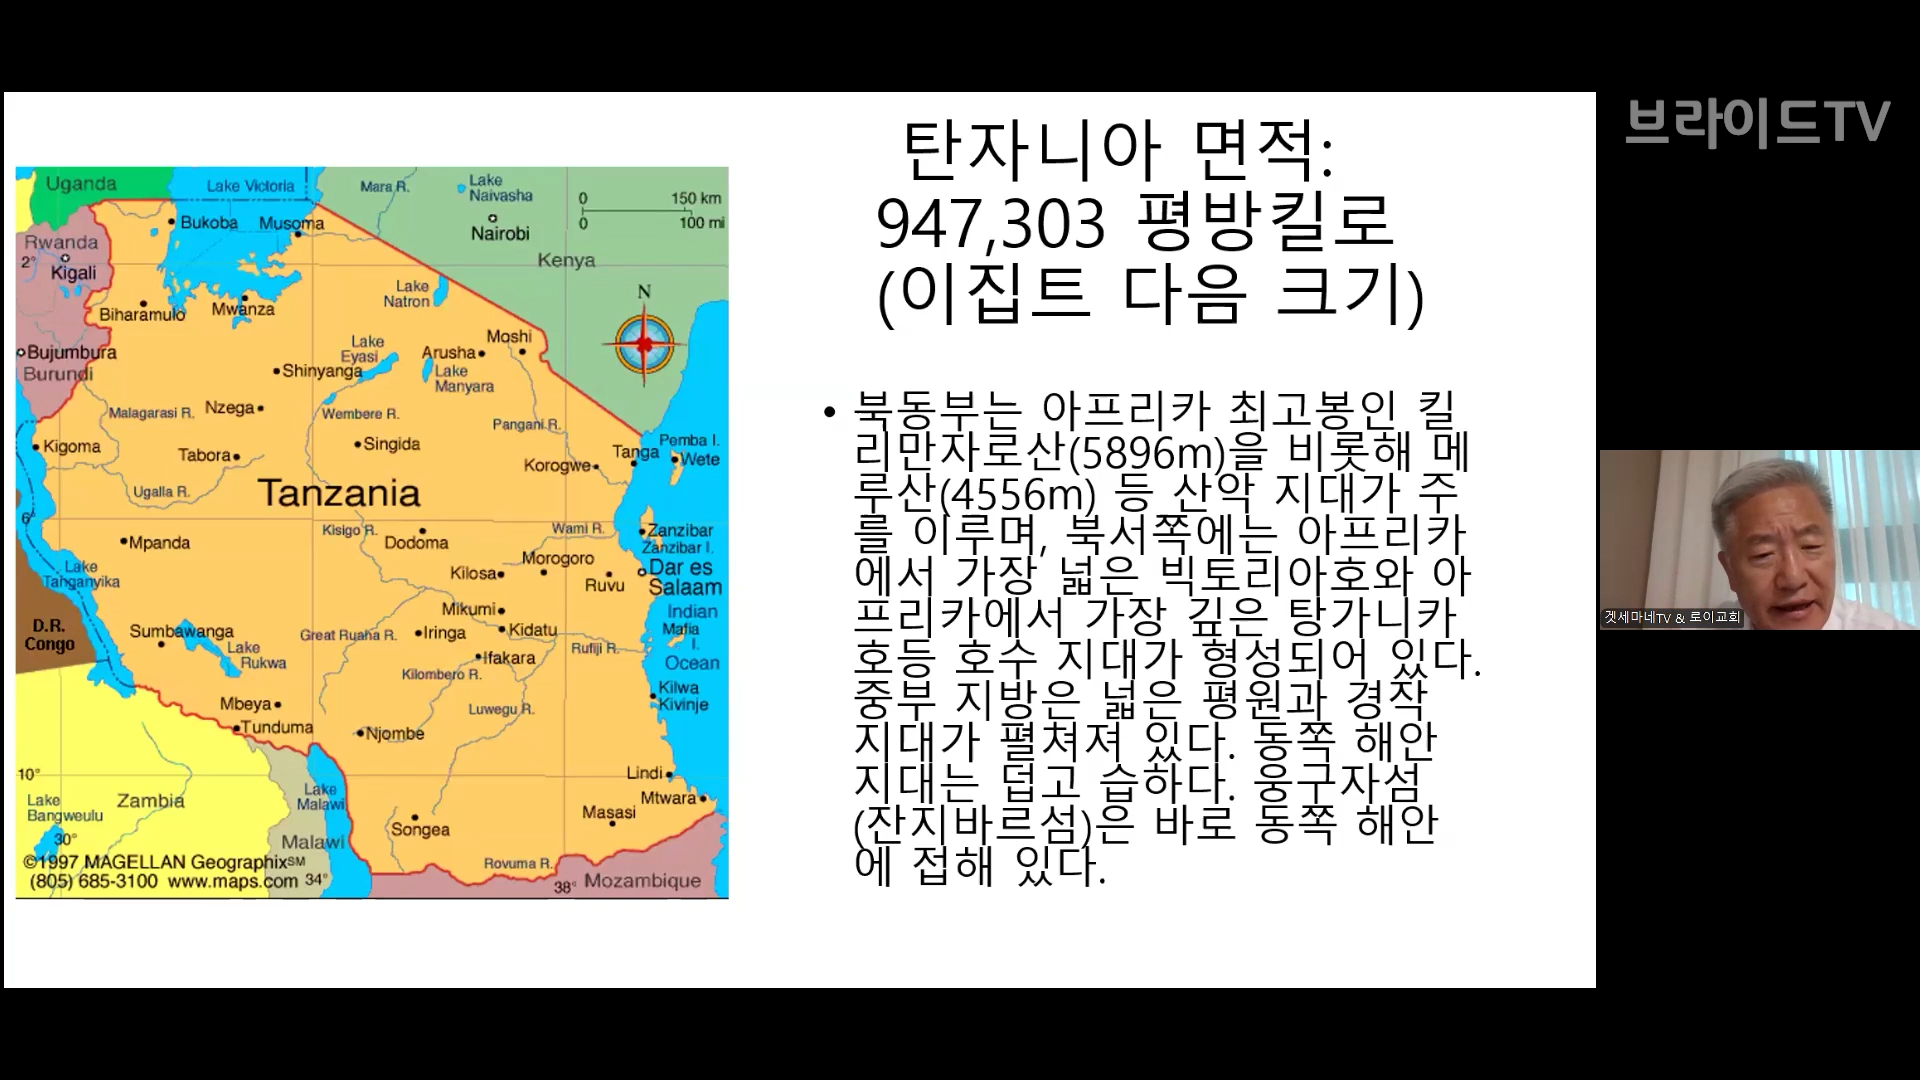 브라이드TV
탄자니아 면적:
947,303 평방킬로
(이집트 다음 크기)
• 북동부는 아프리카 최고봉인 킬
리만자로산(5896m)을 비롯해 메
루산(4556m) 등 산악 지대가 주
를 이루며, 북서쪽에는 아프리카
에서 가장 넓은 빅토리아호와 아
프리카에서 가장 깊은 탕가니카
호등 호수 지대가 형성되어 있다.
중부 지방은 넓은 평원과 경작
지대가 펼쳐져 있다. 동쪽 해안
지대는 덥고 습하다. 웅구자섬
(잔지바르섬)은 바로 동쪽 해안
에 접해 있다.
겟세마네TV & 로이교회
Uganda
Lake Victoria
Mara R.
Lake
Naivasha
0 150 km
0 100 mi
Bukoba
Musoma
Nairobi
Rwanda
2°
Kigali
Kenya
Lake
Natron
N
Biharamulo
Mwanza
Moshi
Bujumbura
Burundi
Lake
Eyasi
Arusha
Shinyanga
Lake
Manyara
Malagarasi R.
Nzega
Wembere R.
Pangani R.
Kigoma
Singida
Tabora
Korogwe
Tanga
Pemba I.
Wete
Ugalla R.
Tanzania
6°
Kisigo R.
Dodoma
Wami R.
Zanzibar
Zanzibar I.
Mpanda
Morogoro
Kilosa
Ruvu
Dar es
Salaam
Lake
Tanganyika
Mikumi
Indian
Ocean
Mafia
I.
D.R.
Congo
Sumbawanga
Great Ruaha R.
Iringa
Kidatu
Lake
Rukwa
Ifakara
Rufiji R.
Kilombero R.
Mbeya
Luwegu R.
Kilwa
Kivinje
Tunduma
Njombe
10°
Lindi
Lake
Bangweulu
Zambia
Lake
Malawi
Mtwara
Masasi
Songea
30°
Malawi
©1997 MAGELLAN Geographix℠
(805) 685-3100 www.maps.com
34°
Rovuma R.
38°
Mozambique